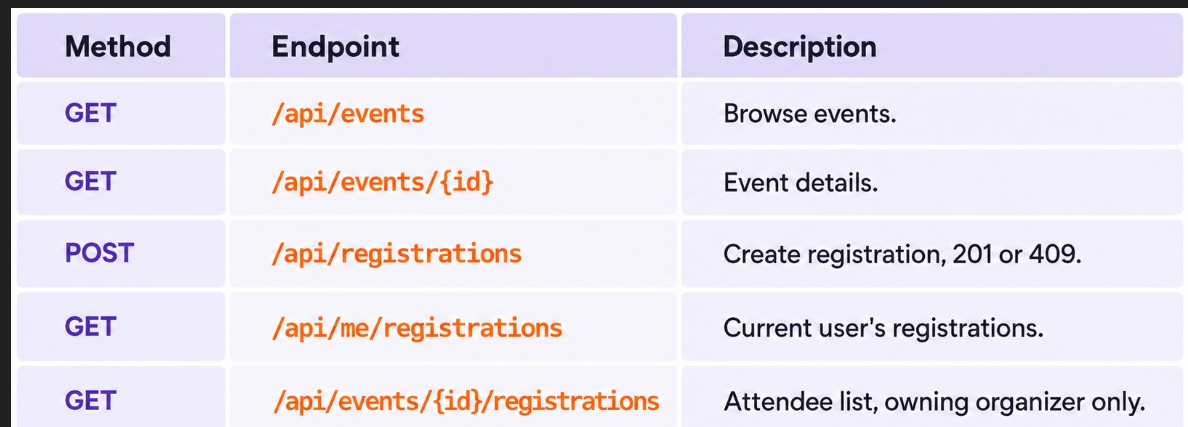 Method Endpoint Description
GET /api/events Browse events.
GET /api/events/{id} Event details.
POST /api/registrations Create registration, 201 or 409.
GET /api/me/registrations Current user's registrations.
GET /api/events/{id}/registrations Attendee list, owning organizer only.